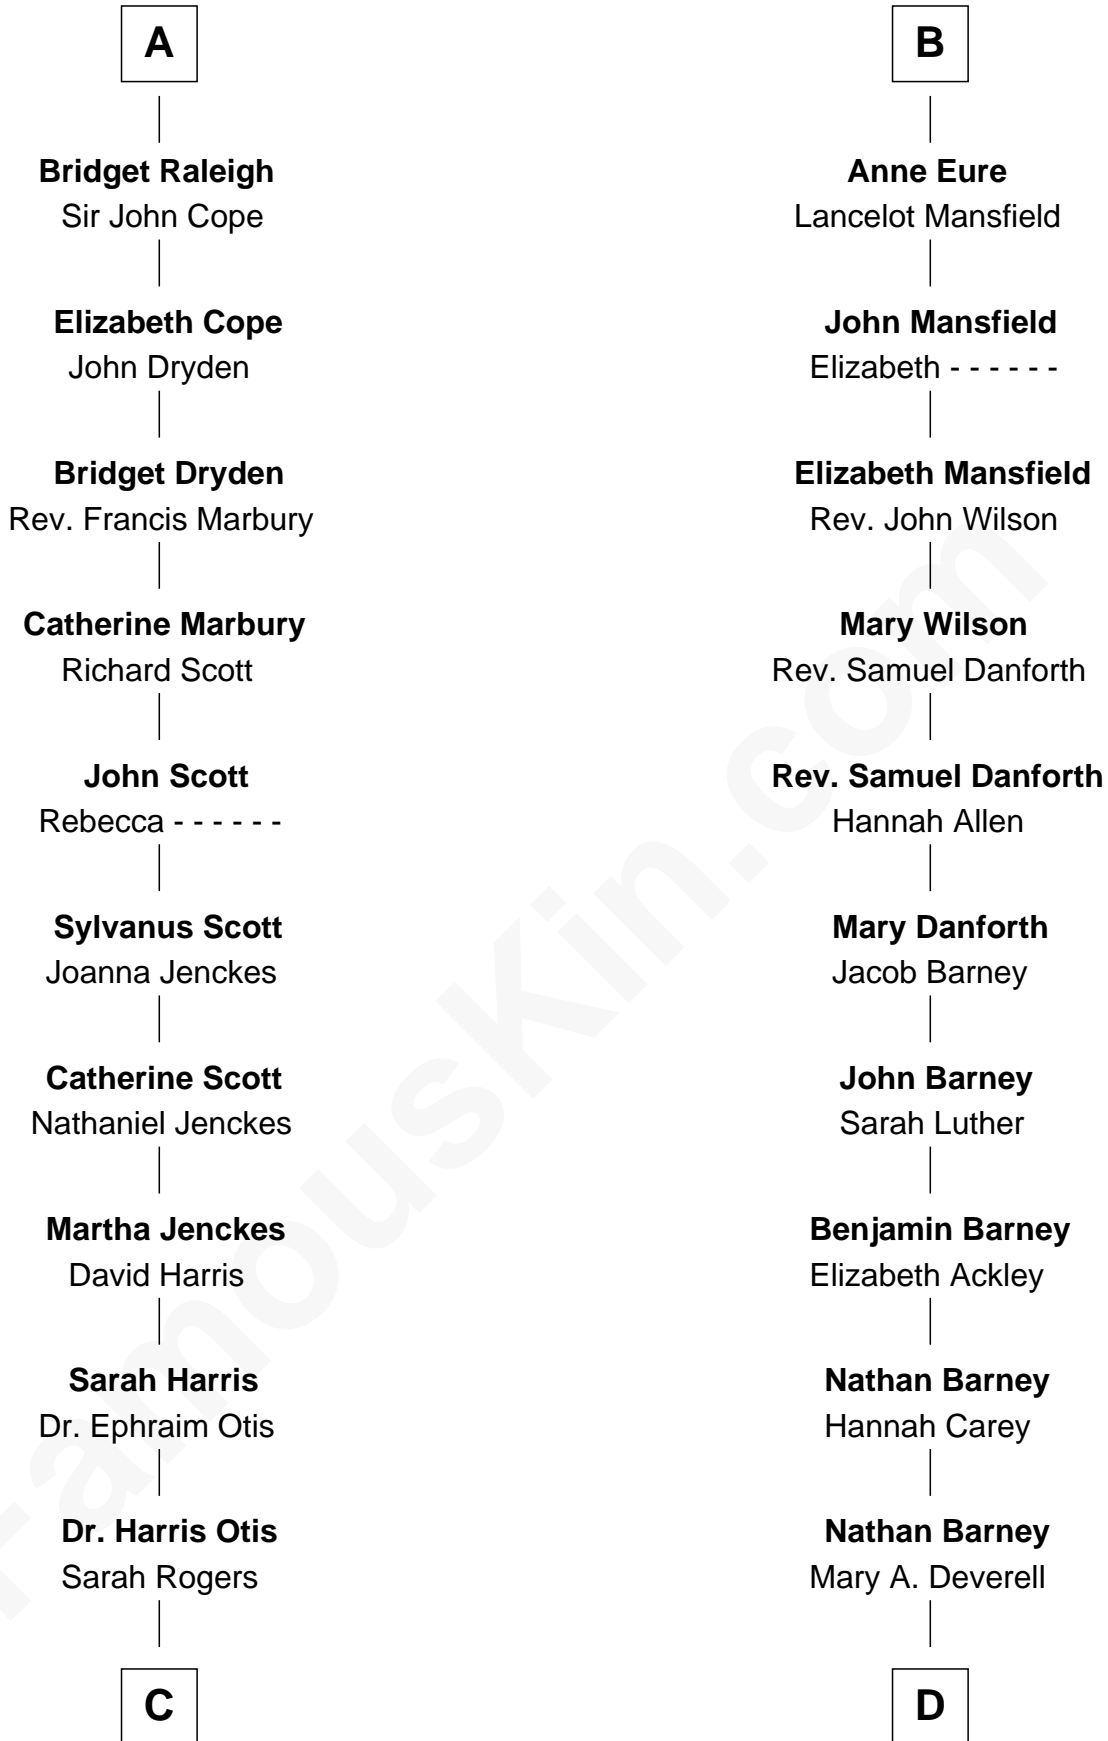 A
Bridget Raleigh
Sir John Cope
Elizabeth Cope
John Dryden
Bridget Dryden
Rev. Francis Marbury
Catherine Marbury
Richard Scott
John Scott
Rebecca - - - - - -
Sylvanus Scott
Joanna Jenckes
Catherine Scott
Nathaniel Jenckes
Martha Jenckes
David Harris
Sarah Harris
Dr. Ephraim Otis
Dr. Harris Otis
Sarah Rogers
C
B
Anne Eure
Lancelot Mansfield
John Mansfield
Elizabeth - - - - - -
Elizabeth Mansfield
Rev. John Wilson
Mary Wilson
Rev. Samuel Danforth
Rev. Samuel Danforth
Hannah Allen
Mary Danforth
Jacob Barney
John Barney
Sarah Luther
Benjamin Barney
Elizabeth Ackley
Nathan Barney
Hannah Carey
Nathan Barney
Mary A. Deverell
D
FamousKin.com